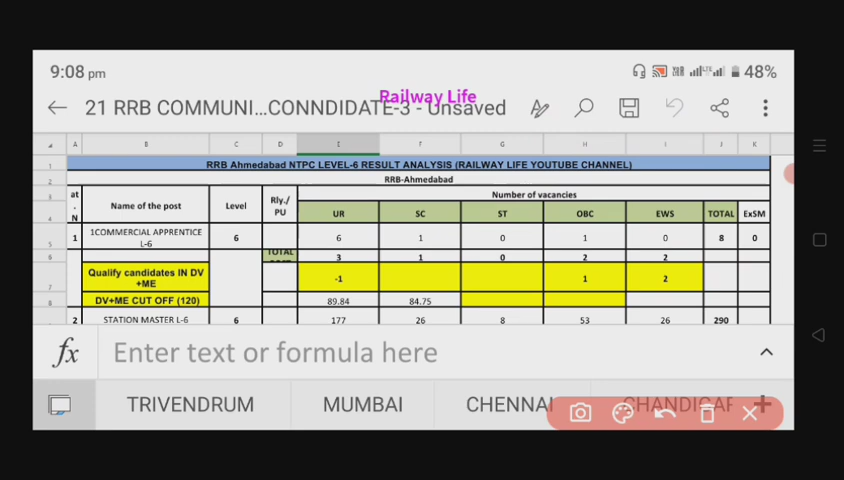 9:08 pm
48%
Railway Life
21 RRB COMMUNI...CONNDIDATE-3 - Unsaved
A B C D E F G H I J K
1 RRB Ahmedabad NTPC LEVEL-6 RESULT ANALYSIS (RAILWAY LIFE YOUTUBE CHANNEL)
2 RRB-Ahmedabad
3 at . N Name of the post Level Rly./ PU Number of vacancies
4 UR SC ST OBC EWS TOTAL ExSM
5 1 1COMMERCIAL APPRENTICE L-6 6 6 1 0 1 0 8 0
6 TOTAL 3 1 0 2 2
7 Qualify candidates IN DV +ME -1 1 2
8 DV+ME CUT OFF (120) 89.84 84.75
2 STATION MASTER L-6 6 177 26 8 53 26 290
fx Enter text or formula here
TRIVENDRUM MUMBAI CHENNAI CHANDIGAR